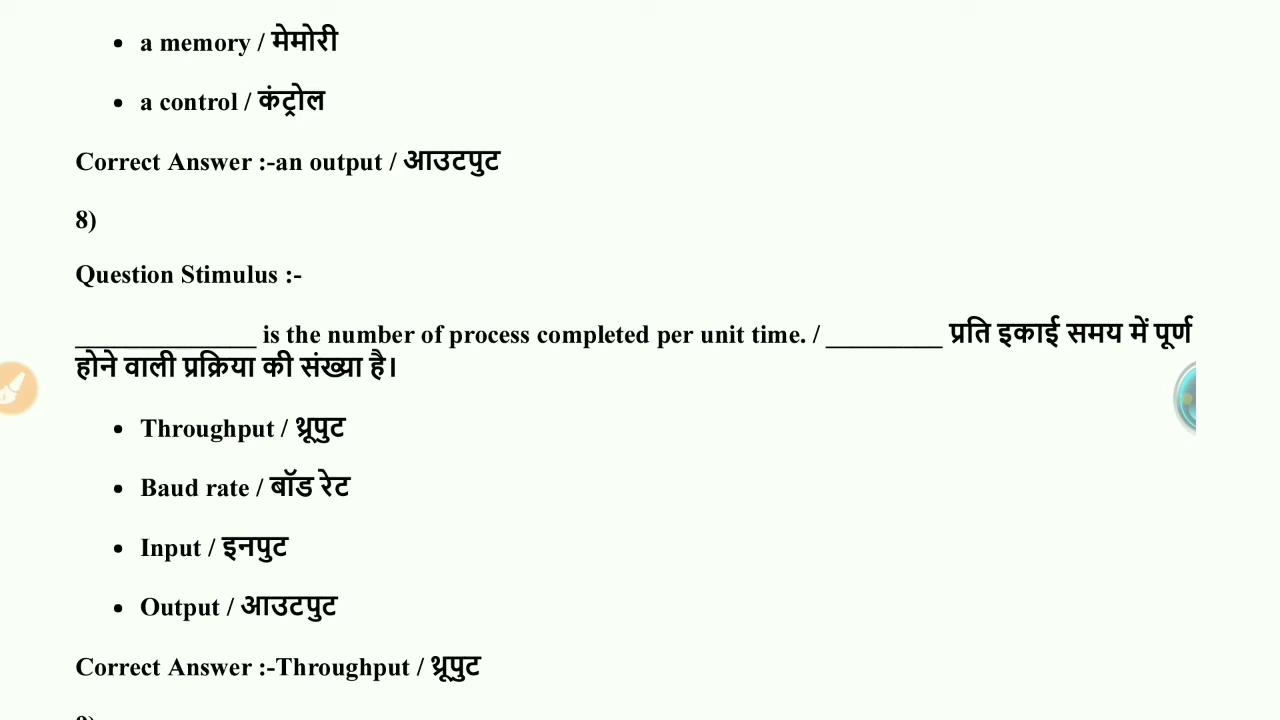 • a memory / मेमोरी
• a control / कंट्रोल
Correct Answer :-an output / आउटपुट
8)
Question Stimulus :-
______________ is the number of process completed per unit time. / _________ प्रति इकाई समय में पूर्ण
होने वाली प्रक्रिया की संख्या है।
• Throughput / थ्रूपुट
• Baud rate / बॉड रेट
• Input / इनपुट
• Output / आउटपुट
Correct Answer :-Throughput / थ्रूपुट